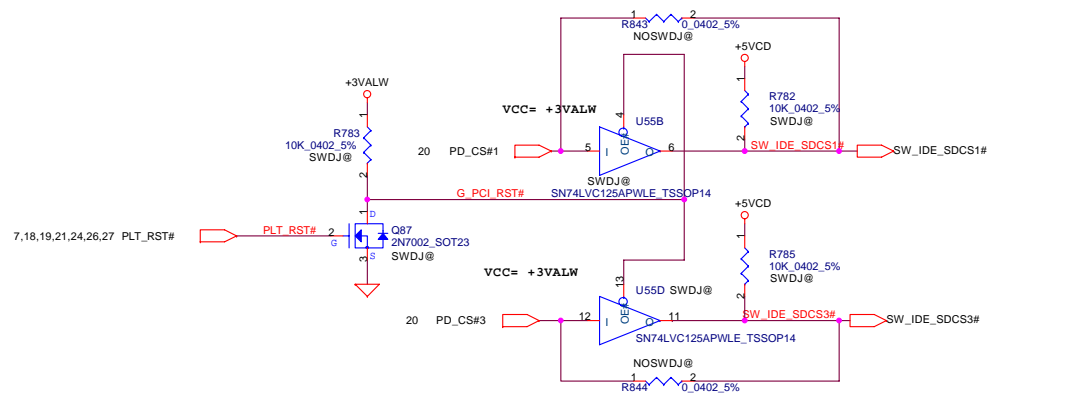 1
2
R843
0_0402_5%
NOSWDJ@
+5VCD
1
R782
10K_0402_5%
SWDJ@
2
+3VALW
1
R783
10K_0402_5%
SWDJ@
2
VCC= +3VALW
4
U55B
OE#
20 PD_CS#1
5
I
O
6
SW_IDE_SDCS1#
SW_IDE_SDCS1#
SWDJ@
SN74LVC125APWLE_TSSOP14
G_PCI_RST#
+5VCD
1
R785
10K_0402_5%
SWDJ@
2
7,18,19,21,24,26,27 PLT_RST#
PLT_RST#
2
G
1
D
Q87
2N7002_SOT23
SWDJ@
3
S
VCC= +3VALW
13
U55D SWDJ@
OE#
20 PD_CS#3
12
I
O
11
SW_IDE_SDCS3#
SW_IDE_SDCS3#
SN74LVC125APWLE_TSSOP14
NOSWDJ@
1
2
R844
0_0402_5%